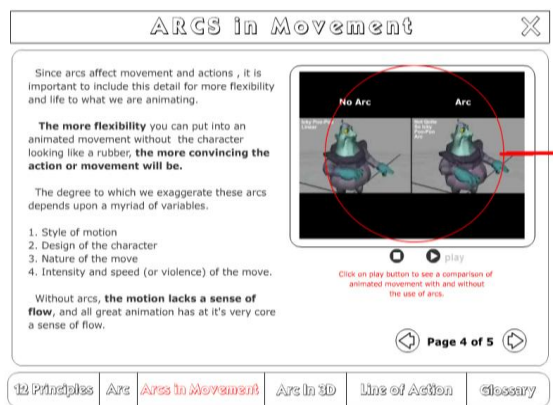 ARCS in Movement
Since arcs affect movement and actions , it is
important to include this detail for more flexibility
and life to what we are animating.
The more flexibility you can put into an
animated movement without the character
looking like a rubber, the more convincing the
action or movement will be.
The degree to which we exaggerate these arcs
depends upon a myriad of variables.
1. Style of motion
2. Design of the character
3. Nature of the move
4. Intensity and speed (or violence) of the move.
Without arcs, the motion lacks a sense of
flow, and all great animation has at it's very core
a sense of flow.
No Arc
Arc
play
Click on play button to see a comparison of
animated movement with and without
the use of arcs.
Page 4 of 5
12 Principles
Arc
Arcs in Movement
Arc In 3D
Line of Action
Glossary